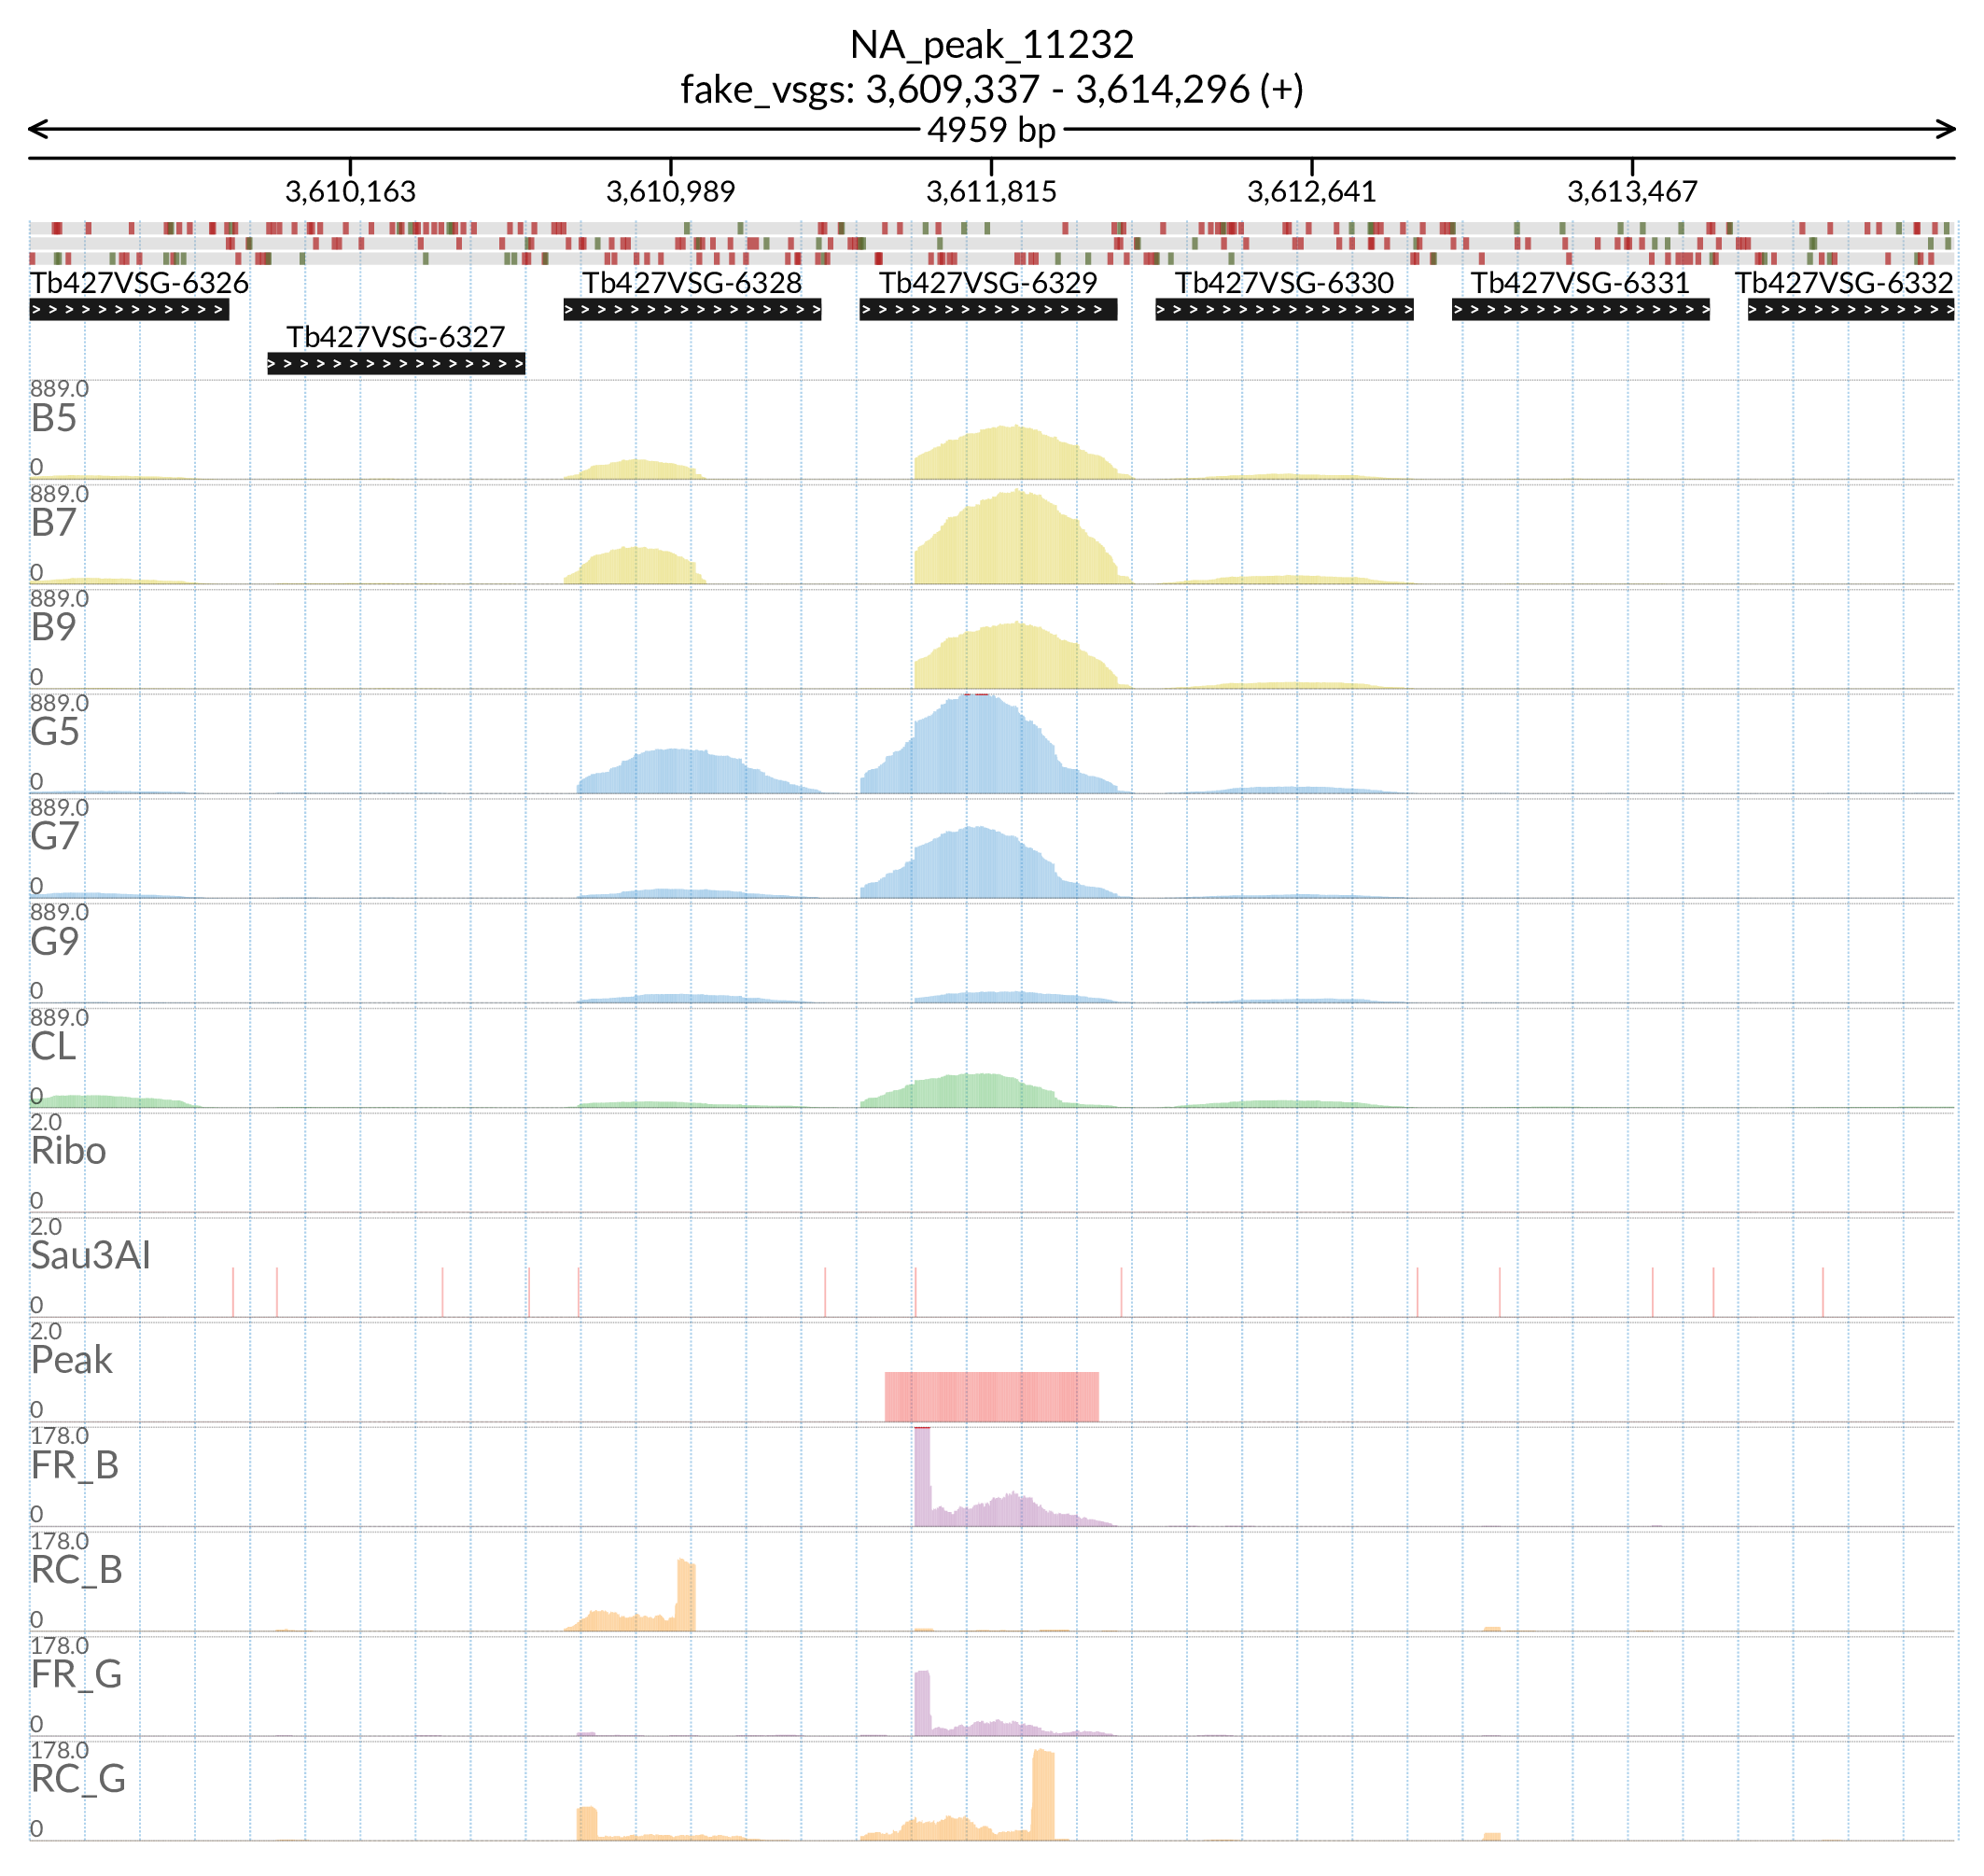 NA_peak_11232
fake_vsgs: 3,609,337 - 3,614,296 (+)
4959 bp
3,610,163 3,610,989 3,611,815 3,612,641 3,613,467
Tb427VSG-6326 Tb427VSG-6328 Tb427VSG-6329 Tb427VSG-6330 Tb427VSG-6331 Tb427VSG-6332
Tb427VSG-6327
889.0
B5
0
889.0
B7
0
889.0
B9
0
889.0
G5
0
889.0
G7
0
889.0
G9
0
889.0
CL
0
2.0
Ribo
0
2.0
Sau3AI
0
2.0
Peak
0
178.0
FR_B
0
178.0
RC_B
0
178.0
FR_G
0
178.0
RC_G
0